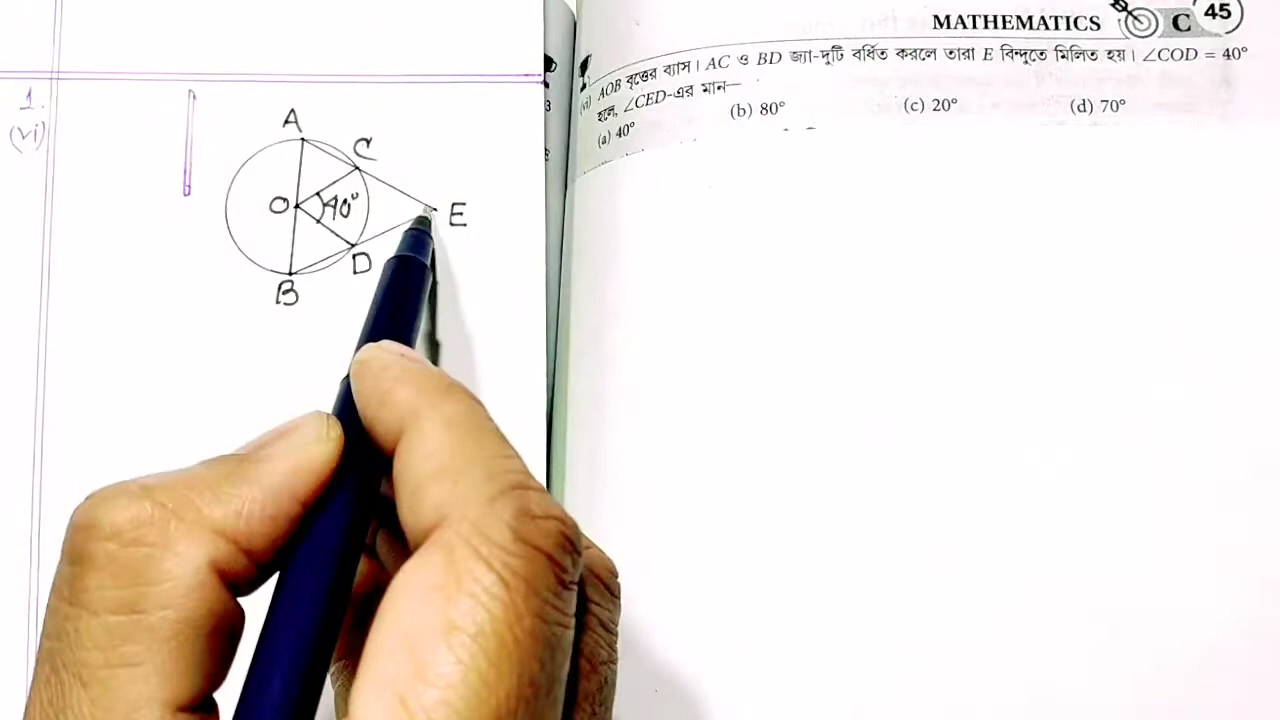 1.
(vi)
A
C
O
40°
E
D
B
MATHEMATICS C 45
(vi) AOB বৃত্তের ব্যাস। AC ও BD জ্যা-দুটি বর্ধিত করলে তারা E বিন্দুতে মিলিত হয়। ∠COD = 40°
হলে, ∠CED-এর মান—
(a) 40° (b) 80° (c) 20° (d) 70°